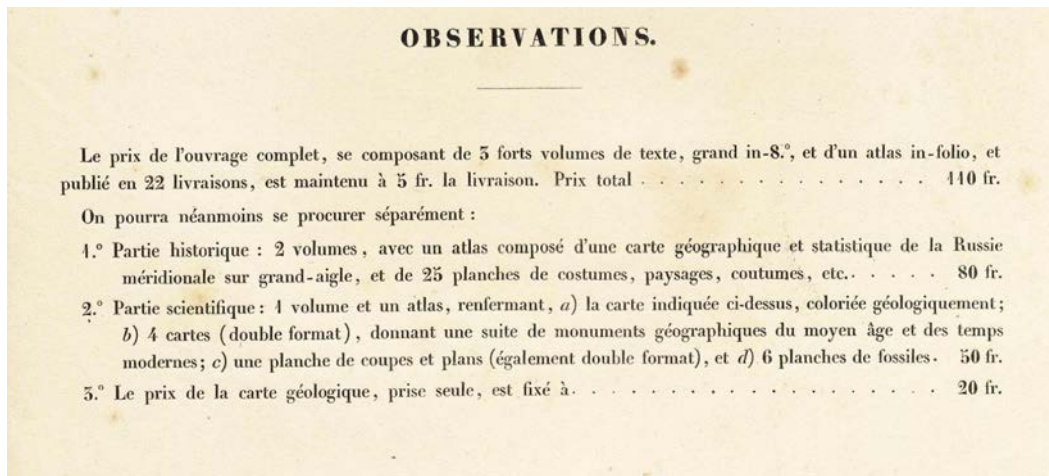 OBSERVATIONS.
Le prix de l'ouvrage complet, se composant de 3 forts volumes de texte, grand in-8.º, et d'un atlas in-folio, et
publié en 22 livraisons, est maintenu à 5 fr. la livraison. Prix total . . . . . . . . . . . . . . . . 110 fr.
On pourra néanmoins se procurer séparément :
1.º Partie historique : 2 volumes, avec un atlas composé d'une carte géographique et statistique de la Russie
méridionale sur grand-aigle, et de 25 planches de costumes, paysages, coutumes, etc.. . . . . 80 fr.
2.º Partie scientifique : 1 volume et un atlas, renfermant, a) la carte indiquée ci-dessus, coloriée géologiquement;
b) 4 cartes (double format), donnant une suite de monuments géographiques du moyen âge et des temps
modernes; c) une planche de coupes et plans (également double format), et d) 6 planches de fossiles. 50 fr.
3.º Le prix de la carte géologique, prise seule, est fixé à. . . . . . . . . . . . . . . . . . . 20 fr.